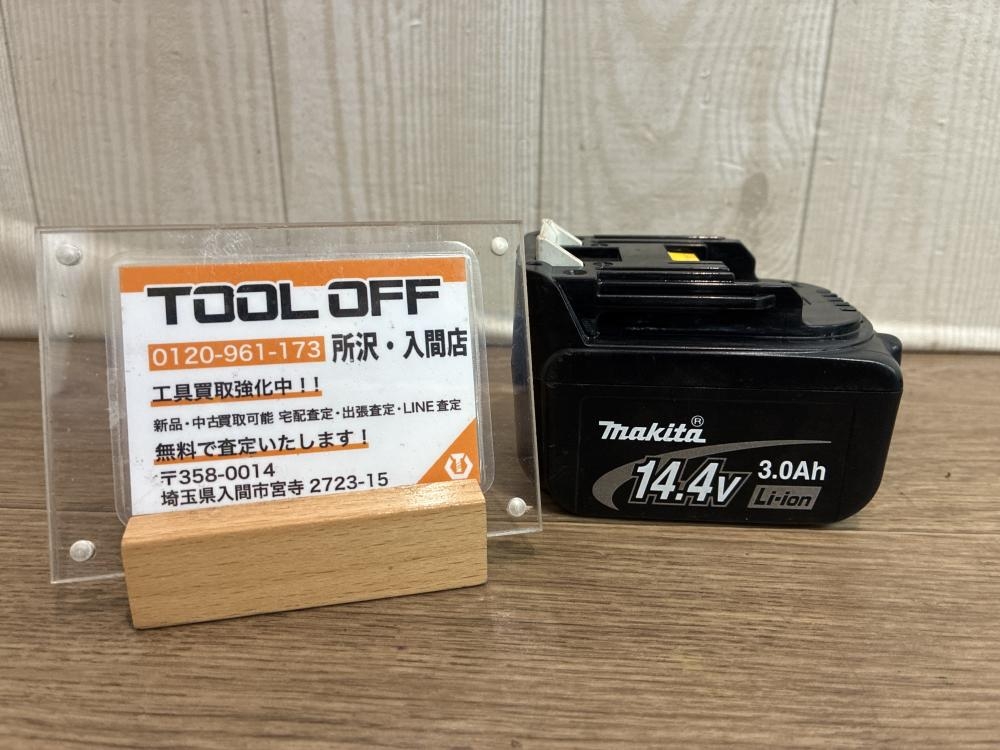 TOOL OFF
0120-961-173 所沢・入間店
工具買取強化中！！
新品・中古買取可能 宅配査定・出張査定・LINE査定
無料で査定いたします！
〒358-0014
埼玉県入間市宮寺 2723-15
makita®
14.4V 3.0Ah
Li-ion